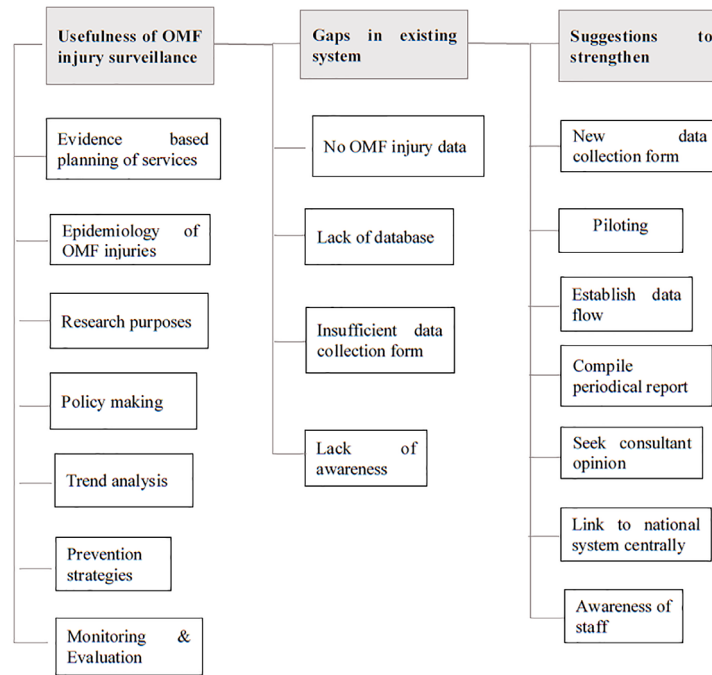 Usefulness of OMF
injury surveillance
Evidence based
planning of services
Epidemiology of
OMF injuries
Research purposes
Policy making
Trend analysis
Prevention
strategies
Monitoring &
Evaluation
Gaps in existing
system
No OMF injury data
Lack of database
Insufficient data
collection form
Lack of
awareness
Suggestions to
strengthen
New data
collection form
Piloting
Establish data
flow
Compile
periodical report
Seek consultant
opinion
Link to national
system centrally
Awareness of
staff